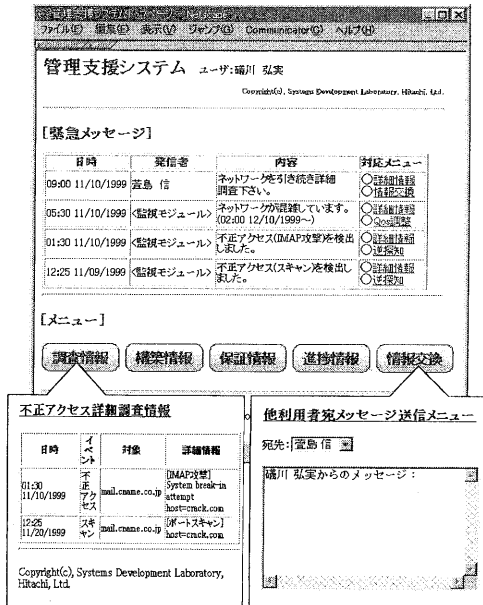 ファイル(F) 編集(E) 表示(V) ジャンプ(G) Communicator(C) ヘルプ(H)
管理支援システム ユーザ:磯川 弘実
Copyright(c), Systems Development Laboratory, Hitachi, Ltd.
[緊急メッセージ]
日時 発信者 内容 対応メニュー
09:00 11/10/1999 萱島 信 ネットワークを引き続き詳細
調査下さい。
詳細情報
情報交換
05:30 11/10/1999 <監視モジュール> ネットワークが混雑しています。
(02:00 12/10/1999〜)
詳細情報
Qos調整
01:30 11/10/1999 <監視モジュール>不正アクセス(IMAP攻撃)を検出
しました。
詳細情報
逆探知
12:25 11/09/1999 <監視モジュール> 不正アクセス(スキャン)を検出し
ました。
詳細情報
逆探知
[メニュー]
調査情報 構築情報 保証情報 進捗情報 情報交換
不正アクセス詳細調査情報
日時 イベント 対象 詳細情報
01:30
11/10/1999
不正アクセス
mail.cname.co.jp
[IMAP攻撃]
System break-in
attempt
host=crack.com
12:25
11/20/1999
スキャン
mail.cname.co.jp
[ポートスキャン]
host=crack.com
Copyright(c), Systems Development Laboratory,
Hitachi, Ltd.
他利用者宛メッセージ送信メニュー
宛先:萱島 信
磯川 弘実からのメッセージ: